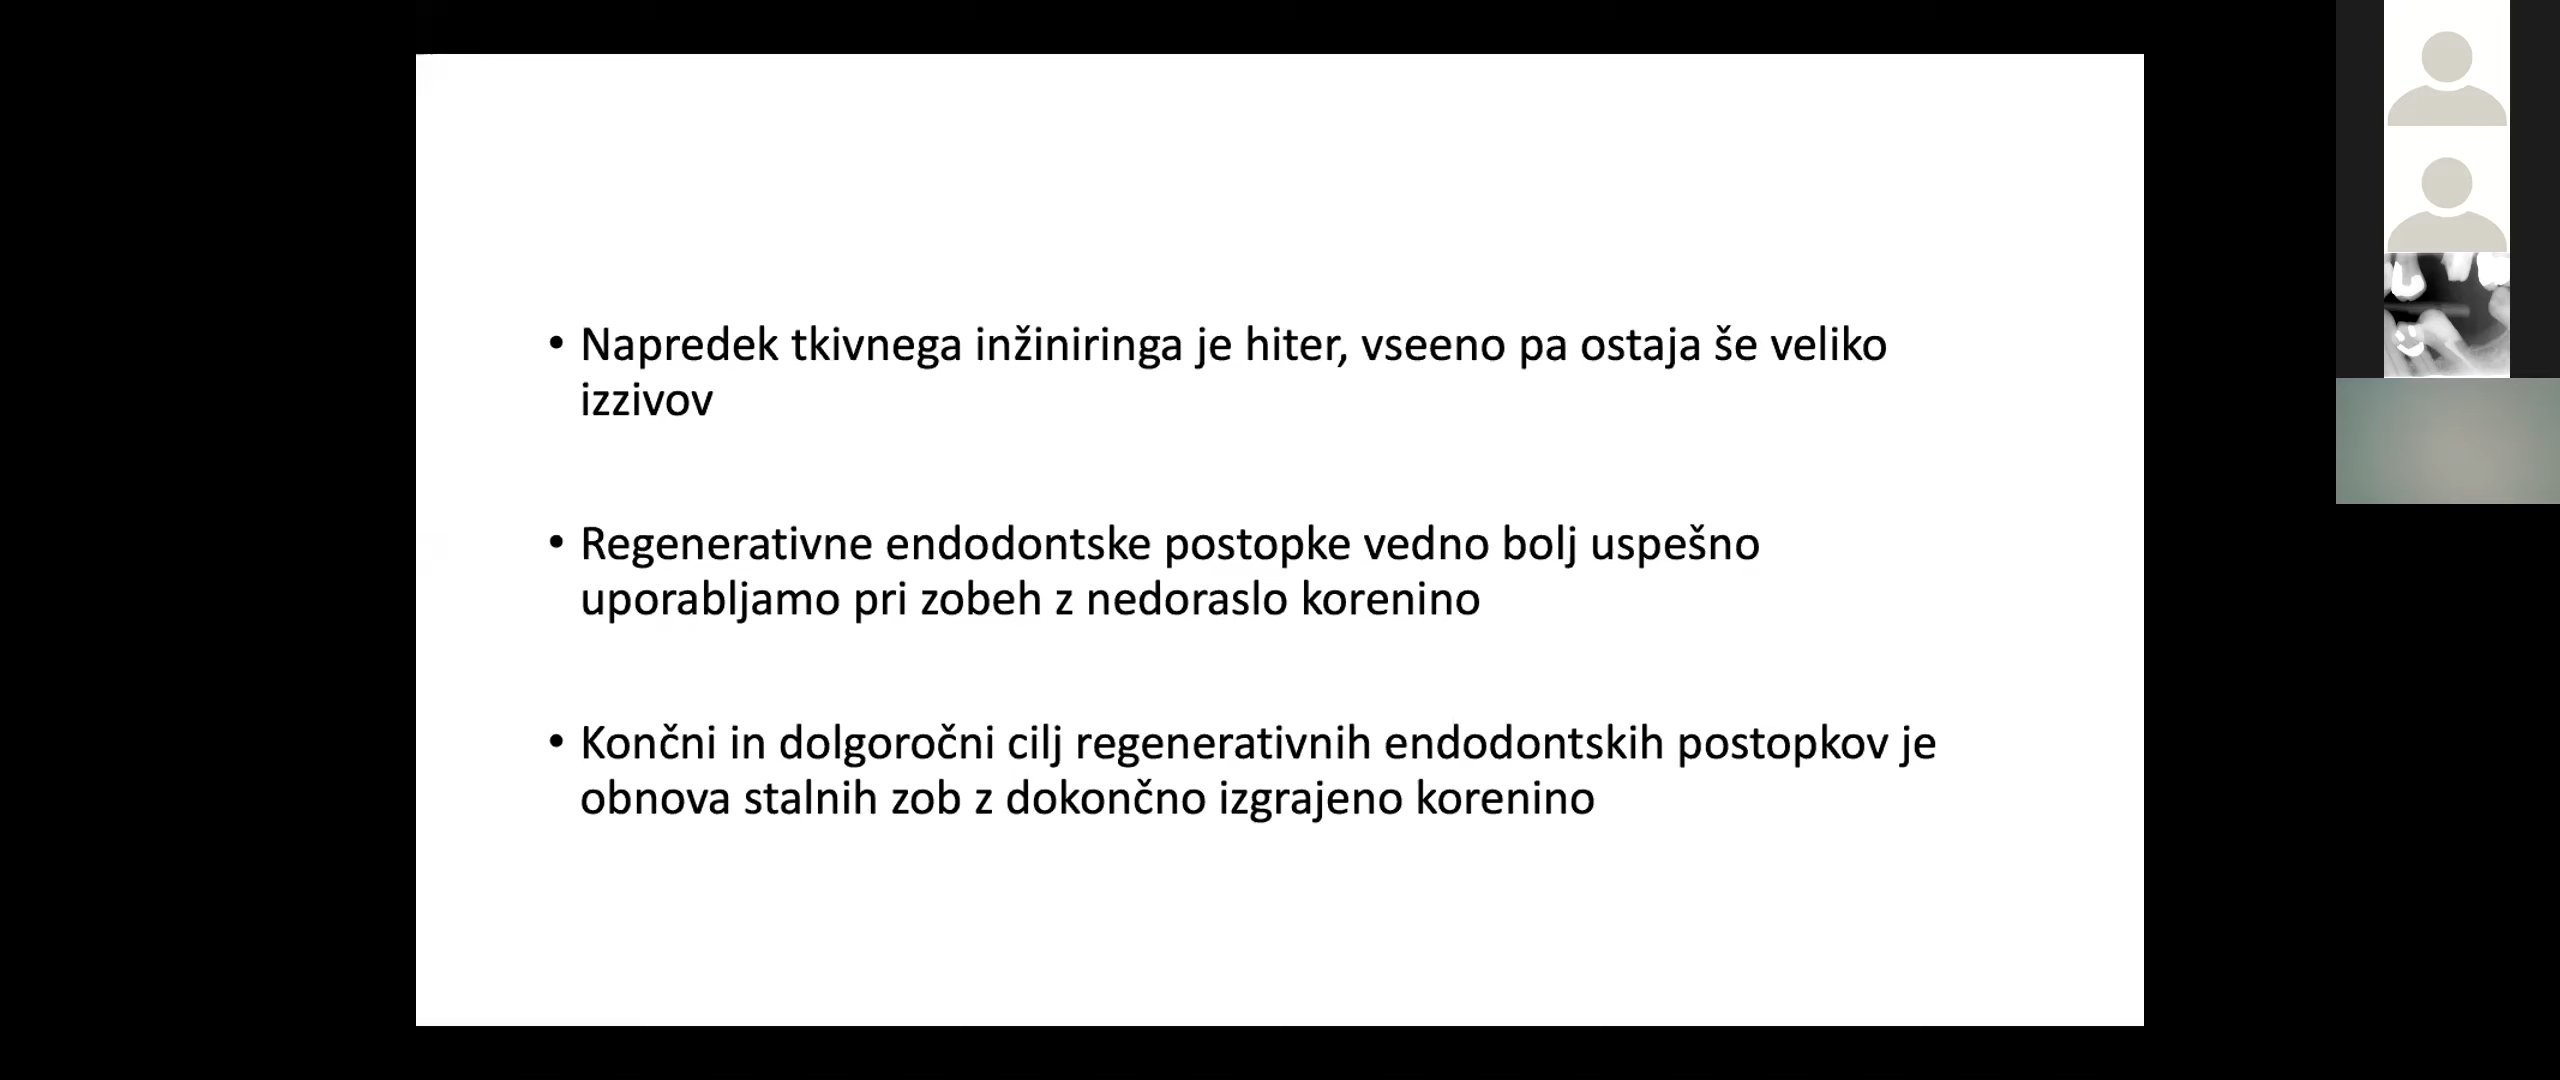 • Napredek tkivnega inžiniringa je hiter, vseeno pa ostaja še veliko
izzivov
• Regenerativne endodontske postopke vedno bolj uspešno
uporabljamo pri zobeh z nedoraslo korenino
• Končni in dolgoročni cilj regenerativnih endodontskih postopkov je
obnova stalnih zob z dokončno izgrajeno korenino